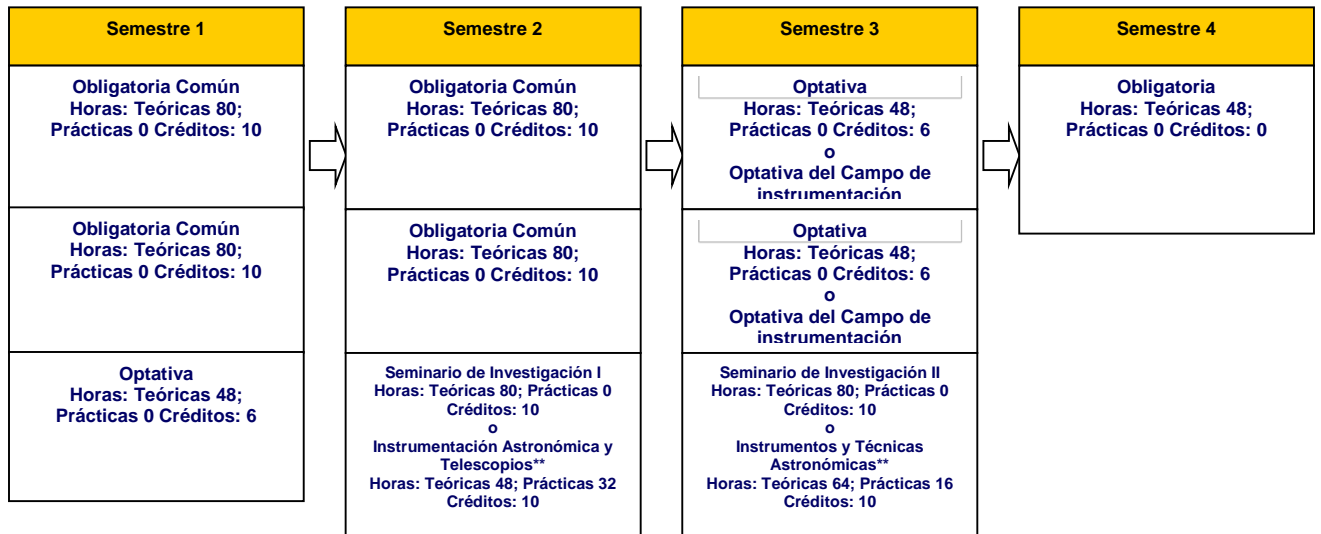 Semestre 1
Obligatoria Común
Horas: Teóricas 80;
Prácticas 0 Créditos: 10
Obligatoria Común
Horas: Teóricas 80;
Prácticas 0 Créditos: 10
Optativa
Horas: Teóricas 48;
Prácticas 0 Créditos: 6
Semestre 2
Obligatoria Común
Horas: Teóricas 80;
Prácticas 0 Créditos: 10
Obligatoria Común
Horas: Teóricas 80;
Prácticas 0 Créditos: 10
Seminario de Investigación I
Horas: Teóricas 80; Prácticas 0
Créditos: 10
o
Instrumentación Astronómica y
Telescopios**
Horas: Teóricas 48; Prácticas 32
Créditos: 10
Semestre 3
Optativa
Horas: Teóricas 48;
Prácticas 0 Créditos: 6
o
Optativa del Campo de
instrumentación
Optativa
Horas: Teóricas 48;
Prácticas 0 Créditos: 6
o
Optativa del Campo de
instrumentación
Seminario de Investigación II
Horas: Teóricas 80; Prácticas 0
Créditos: 10
o
Instrumentos y Técnicas
Astronómicas**
Horas: Teóricas 64; Prácticas 16
Créditos: 10
Semestre 4
Obligatoria
Horas: Teóricas 48;
Prácticas 0 Créditos: 0